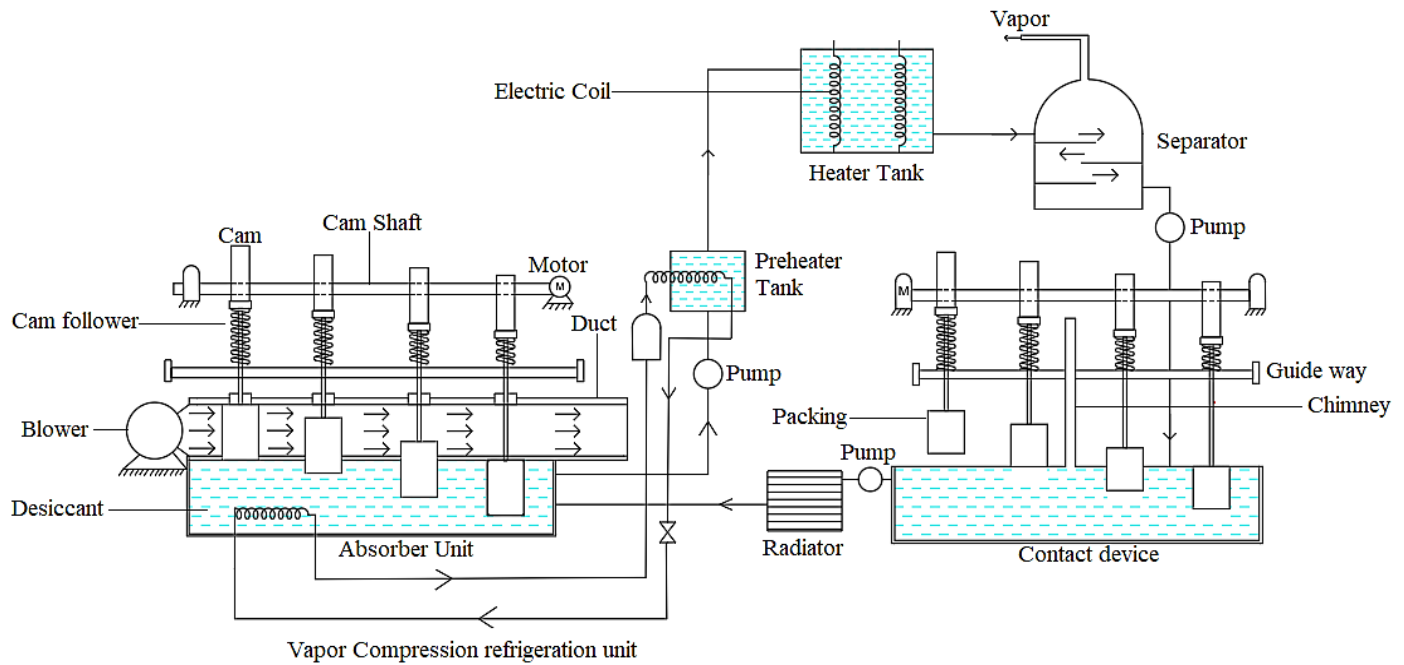 Vapor
Electric Coil
Separator
Heater Tank
Cam Shaft
Cam
Pump
Motor
Preheater
Tank
M
M
Cam follower
Duct
Guide way
Pump
Packing
Chimney
Blower
Pump
Desiccant
Absorber Unit
Radiator
Contact device
Vapor Compression refrigeration unit